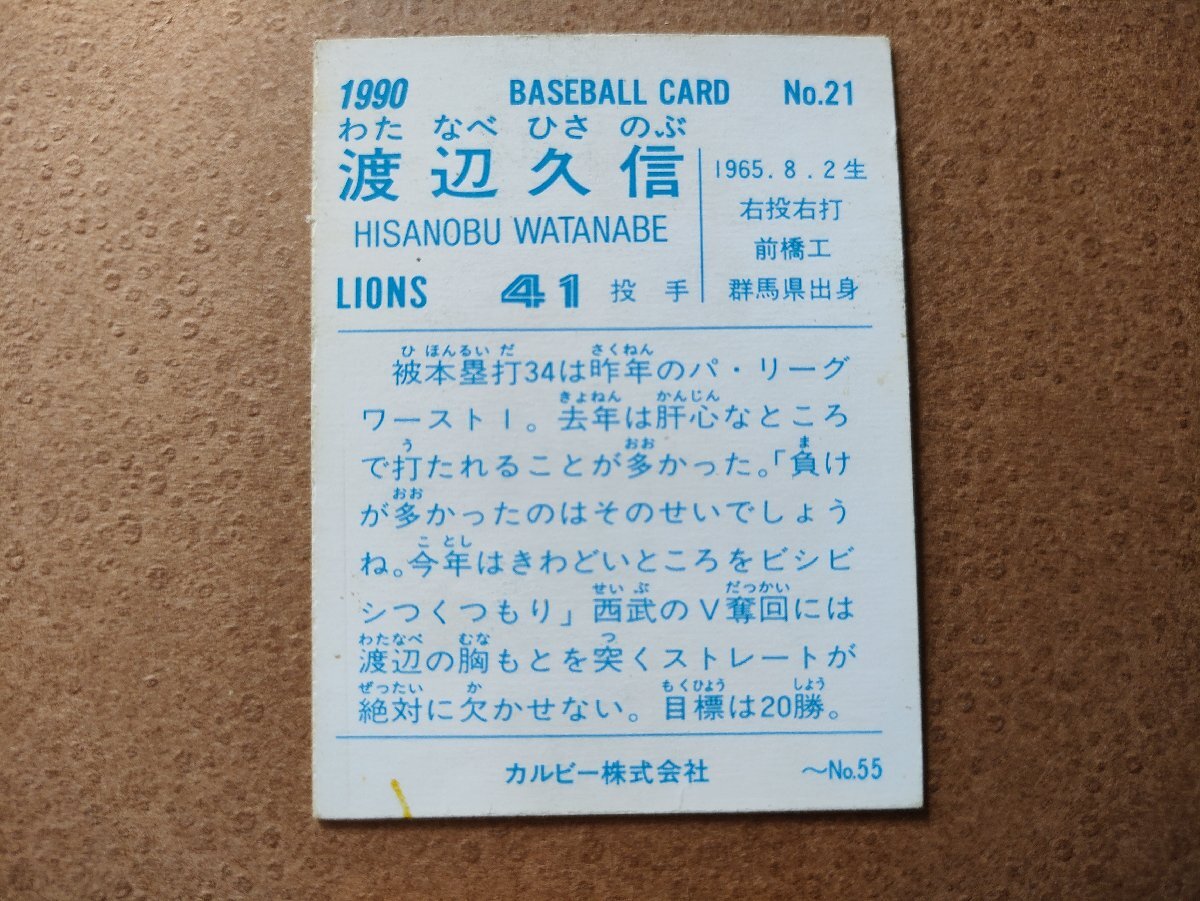 1990 BASEBALL CARD No.21
わた なべ ひさ のぶ
渡辺久信
HISANOBU WATANABE
LIONS 41 投手
1965.8.2生
右投右打
前橋工
群馬県出身
ひ ほんるい だ さくねん
被本塁打34は昨年のパ・リーグ
きょねん かんじん
ワースト1。去年は肝心なところ
う おお ま
で打たれることが多かった。「負け
おお
が多かったのはそのせいでしょう
こ とし
ね。今年はきわどいところをビシビ
せい ぶ だっかい
シつくつもり」西武のV奪回には
わたなべ むな つ
渡辺の胸もとを突くストレートが
ぜったい か もくひょう しょう
絶対に欠かせない。目標は20勝。
カルビー株式会社 〜No.55